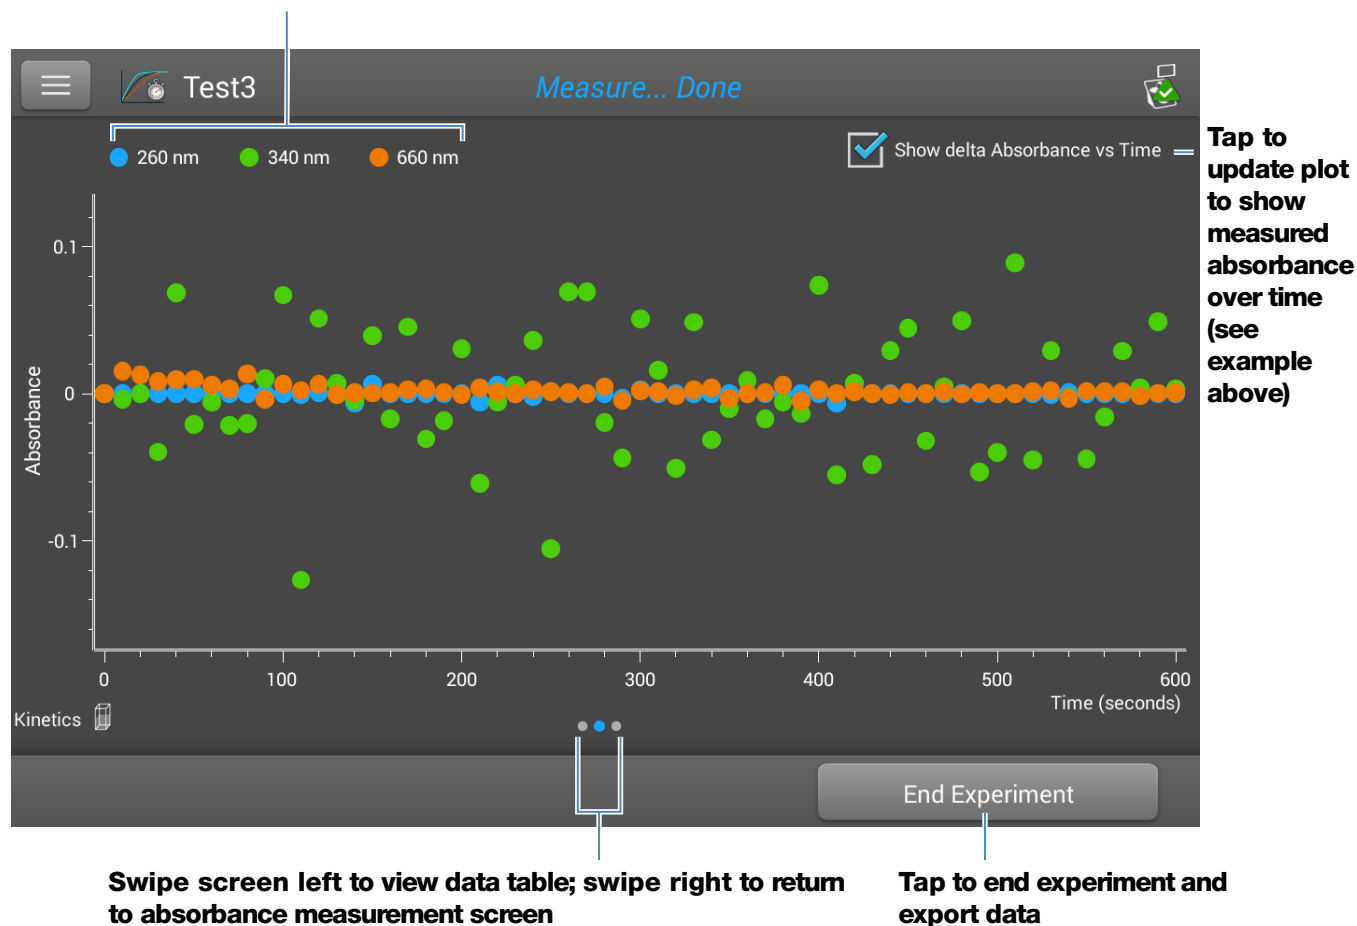 Test3
Measure... Done
260 nm
340 nm
660 nm
Show delta Absorbance vs Time
Tap to
update plot
to show
measured
absorbance
over time
(see
example
above)
0.1
0
-0.1
Absorbance
0
100
200
300
400
500
600
Time (seconds)
Kinetics
End Experiment
Swipe screen left to view data table; swipe right to return
to absorbance measurement screen
Tap to end experiment and
export data